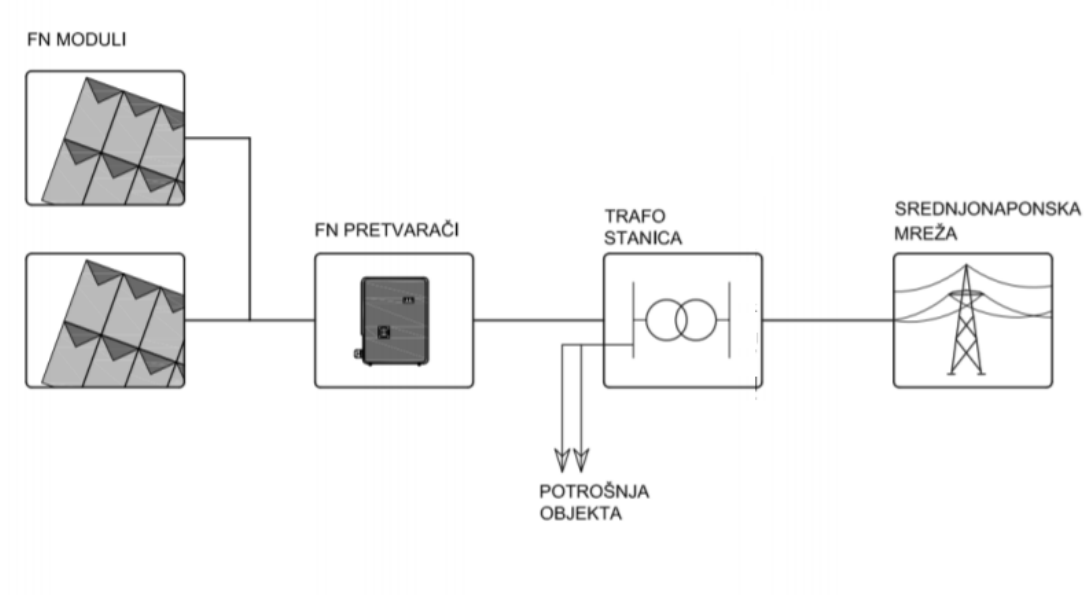 FN MODULI
FN PRETVARAČI
TRAFO
STANICA
SREDNJONAPONSKA
MREŽA
POTROŠNJA
OBJEKTA